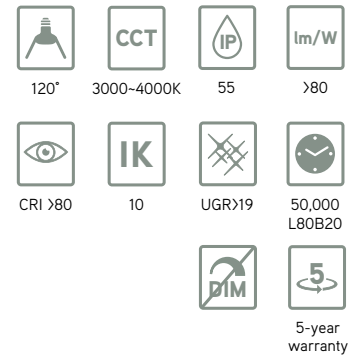 CCT
IP
lm/W
120˚
3000~4000K
55
>80
IK
CRI >80
10
UGR>19
50,000
L80B20
DIM
5
5-year
warranty